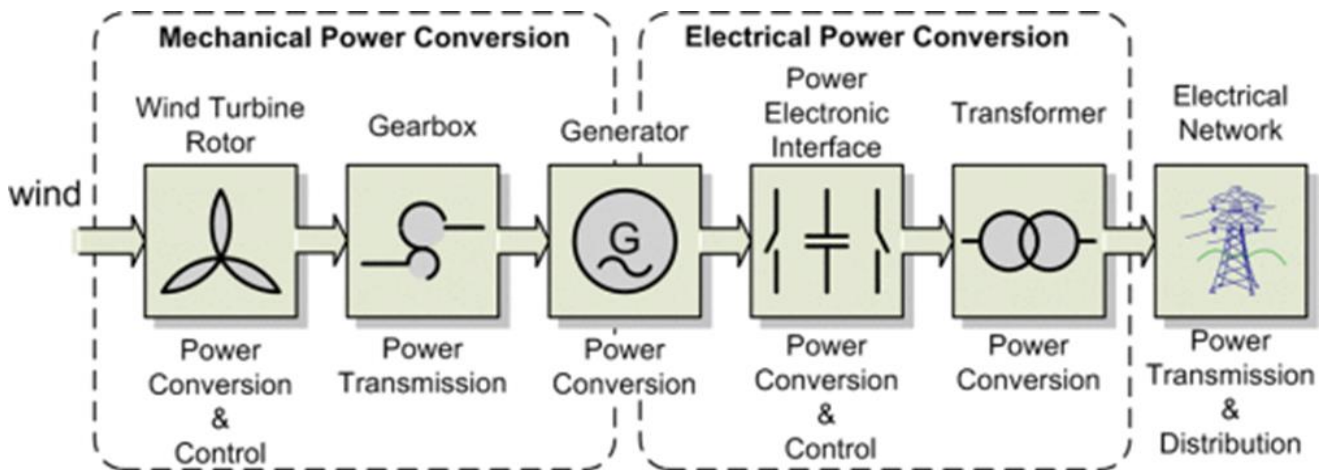 Mechanical Power Conversion
Electrical Power Conversion
wind
Wind Turbine
Rotor
Gearbox
Generator
Power
Electronic
Interface
Transformer
Electrical
Network
G
Power
Conversion
&
Control
Power
Transmission
Power
Conversion
Power
Conversion
&
Control
Power
Conversion
Power
Transmission
&
Distribution